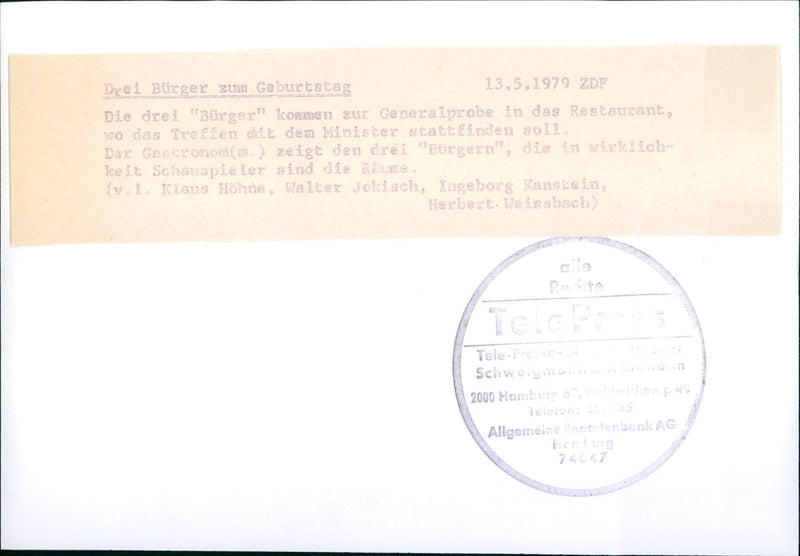 Drei Bürger zum Geburtstag 13.5.1979 ZDF
Die drei "Bürger" kommen zur Generalprobe in das Restaurant,
wo das Treffen mit dem Minister stattfinden soll.
Der Gastronom(m.) zeigt den drei "Bürgern", die in wirklich-
keit Schauspieler sind die Räume.
(v.l. Klaus Höhne, Walter Jokisch, Ingeborg Kanstein,
Herbert Weissbach)
alle
Rechte
TelePress
Tele-Presse-
Schweigmann
2000 Hamburg
Telefon:
Allgemeine Beamtenbank AG
Hamburg
74047